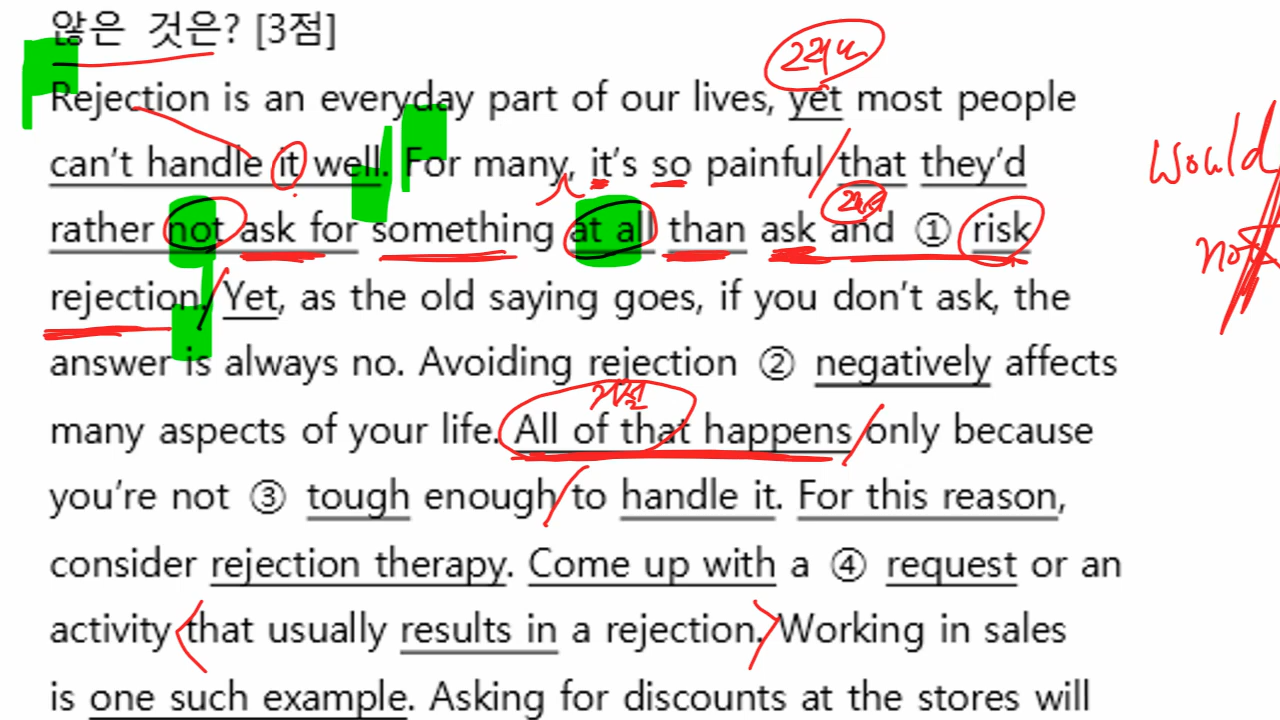 않은 것은? [3점]
Rejection is an everyday part of our lives, yet most people
can't handle it well. For many, it's so painful that they'd
rather not ask for something at all than ask and ① risk
rejection. Yet, as the old saying goes, if you don't ask, the
answer is always no. Avoiding rejection ② negatively affects
many aspects of your life. All of that happens only because
you're not ③ tough enough to handle it. For this reason,
consider rejection therapy. Come up with a ④ request or an
activity that usually results in a rejection. Working in sales
is one such example. Asking for discounts at the stores will
Would
not
거절